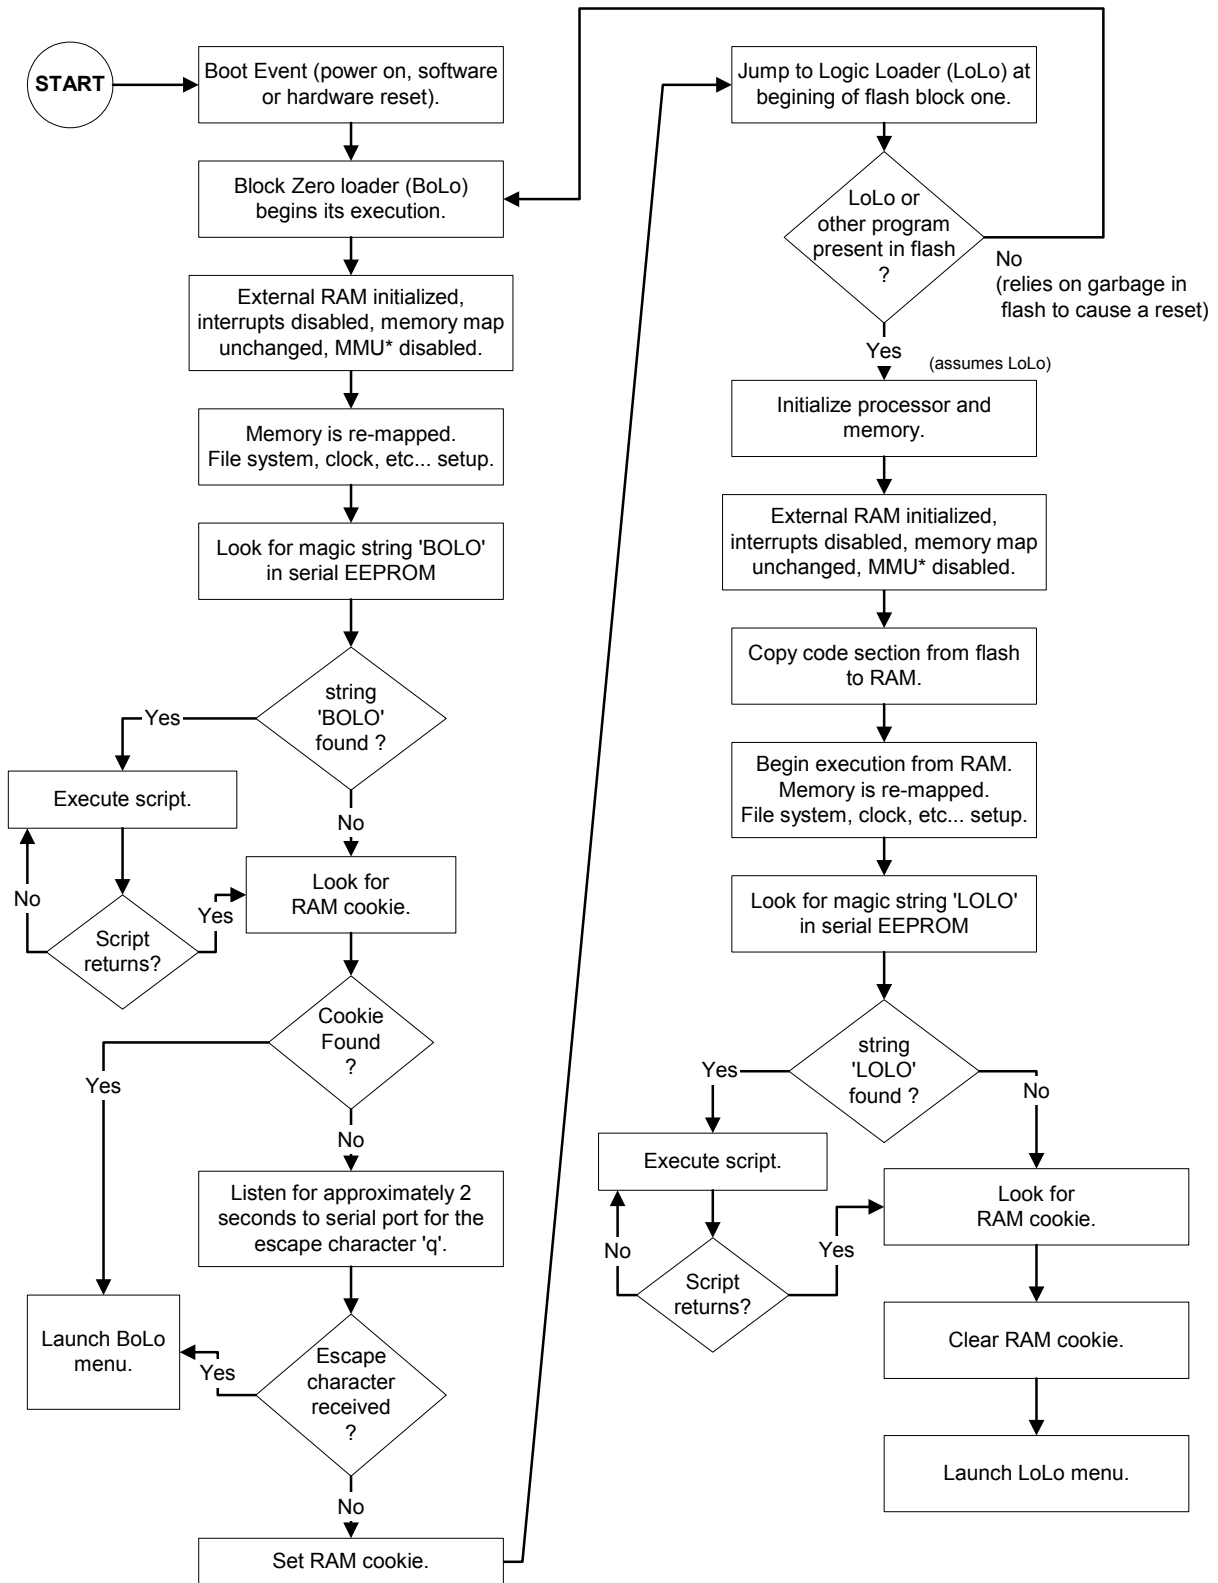 START
Boot Event (power on, software
or hardware reset).
Block Zero loader (BoLo)
begins its execution.
External RAM initialized,
interrupts disabled, memory map
unchanged, MMU* disabled.
Memory is re-mapped.
File system, clock, etc... setup.
Look for magic string 'BOLO'
in serial EEPROM
string
'BOLO'
found ?
Yes
No
Execute script.
Script
returns?
No
Yes
Look for
RAM cookie.
Cookie
Found
?
Yes
No
Listen for approximately 2
seconds to serial port for the
escape character 'q'.
Launch BoLo
menu.
Escape
character
received
?
Yes
No
Set RAM cookie.
Jump to Logic Loader (LoLo) at
begining of flash block one.
LoLo or
other program
present in flash
?
No
(relies on garbage in
flash to cause a reset)
Yes
(assumes LoLo)
Initialize processor and
memory.
External RAM initialized,
interrupts disabled, memory map
unchanged, MMU* disabled.
Copy code section from flash
to RAM.
Begin execution from RAM.
Memory is re-mapped.
File system, clock, etc... setup.
Look for magic string 'LOLO'
in serial EEPROM
string
'LOLO'
found ?
Yes
No
Execute script.
Script
returns?
No
Yes
Look for
RAM cookie.
Clear RAM cookie.
Launch LoLo menu.